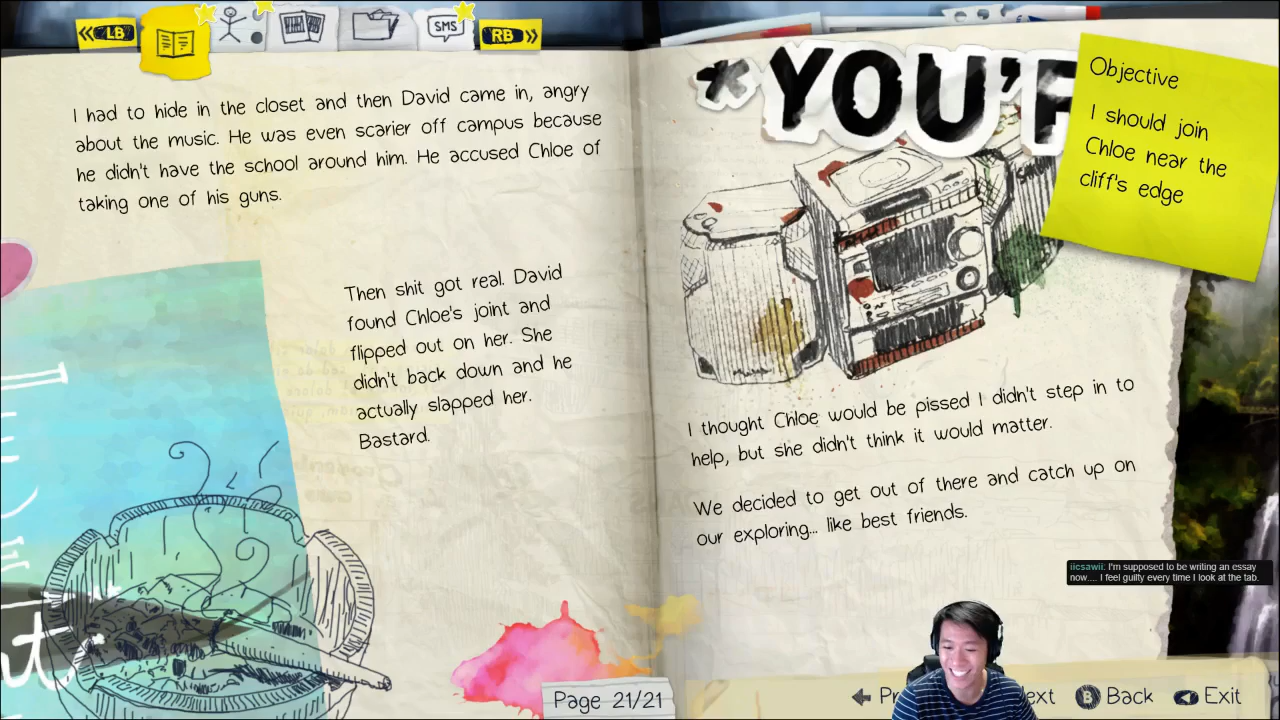 LB
SMS
RB
I had to hide in the closet and then David came in, angry
about the music. He was even scarier off campus because
he didn't have the school around him. He accused Chloe of
taking one of his guns.
Then shit got real. David
found Chloe's joint and
flipped out on her. She
didn't back down and he
actually slapped her.
Bastard.
*YOU'R
Objective
I should join
Chloe near the
cliff's edge
I thought Chloe would be pissed I didn't step in to
help, but she didn't think it would matter.
We decided to get out of there and catch up on
our exploring... like best friends.
iicsawii: I'm supposed to be writing an essay
now.... I feel guilty every time I look at the tab.
Page 21/21
Pr
ext
B Back
Exit